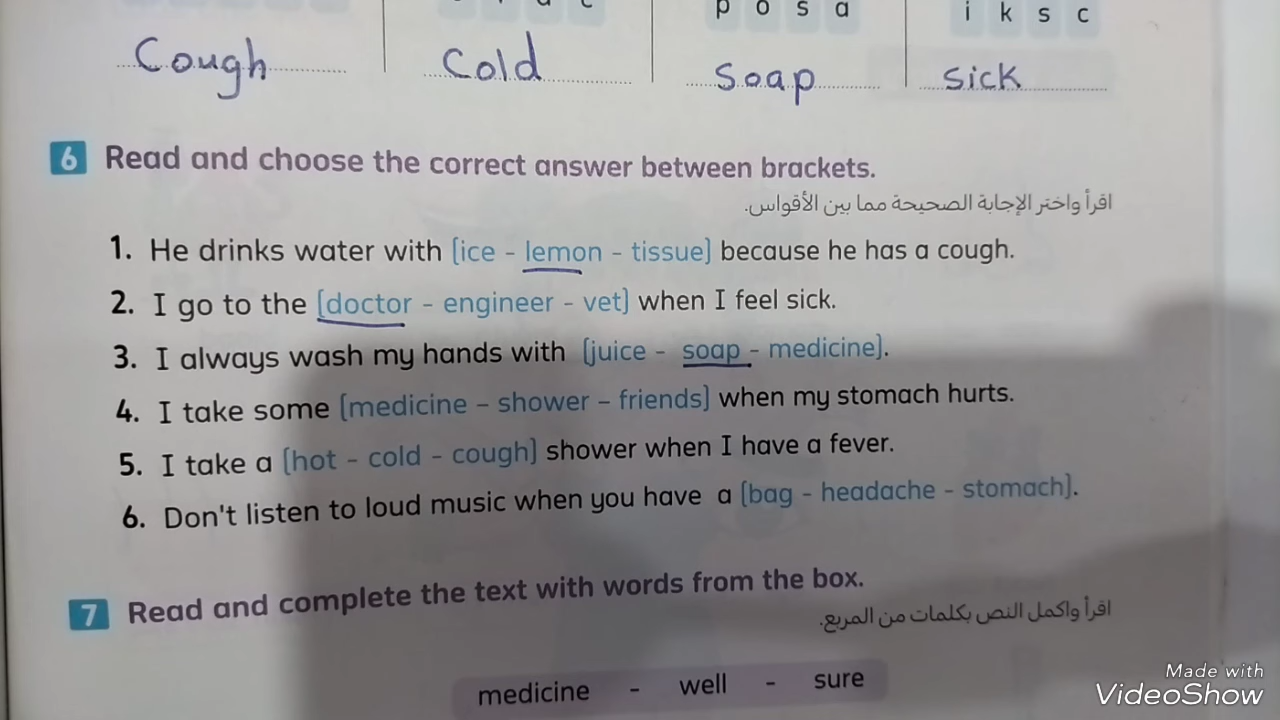 p o s a
i k s c
Cough
Cold
Soap
Sick
6 Read and choose the correct answer between brackets.
اقرأ واختر الإجابة الصحيحة مما بين الأقواس.
1. He drinks water with (ice - lemon - tissue) because he has a cough.
2. I go to the (doctor - engineer - vet) when I feel sick.
3. I always wash my hands with (juice - soap - medicine).
4. I take some (medicine - shower - friends) when my stomach hurts.
5. I take a (hot - cold - cough) shower when I have a fever.
6. Don't listen to loud music when you have a (bag - headache - stomach).
7 Read and complete the text with words from the box.
اقرأ واكمل النص بكلمات من المربع.
medicine - well - sure
Made with
VideoShow